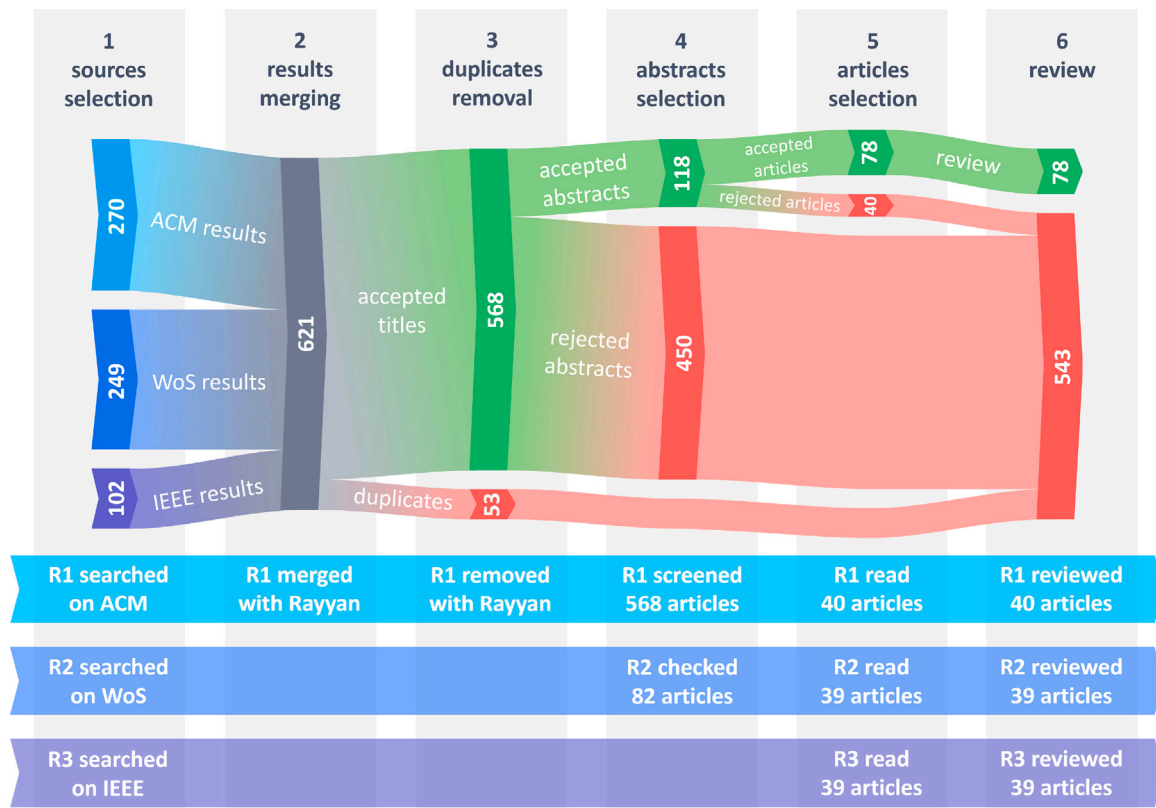 1
sources
selection
2
results
merging
3
duplicates
removal
4
abstracts
selection
5
articles
selection
6
review
270
ACM results
249
WoS results
102
IEEE results
621
accepted
titles
duplicates
568
53
accepted
abstracts
rejected
abstracts
118
450
accepted
articles
rejected articles
78
40
review
78
543
R1 searched
on ACM
R1 merged
with Rayyan
R1 removed
with Rayyan
R1 screened
568 articles
R1 read
40 articles
R1 reviewed
40 articles
R2 searched
on WoS
R2 checked
82 articles
R2 read
39 articles
R2 reviewed
39 articles
R3 searched
on IEEE
R3 read
39 articles
R3 reviewed
39 articles